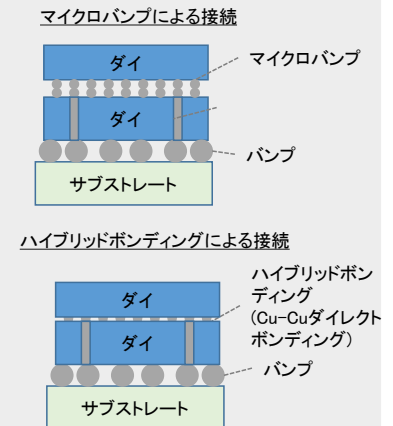 マイクロバンプによる接続
ダイ
マイクロバンプ
ダイ
バンプ
サブストレート
ハイブリッドボンディングによる接続
ハイブリッドボン
ディング
(Cu-Cuダイレクト
ボンディング)
ダイ
ダイ
バンプ
サブストレート